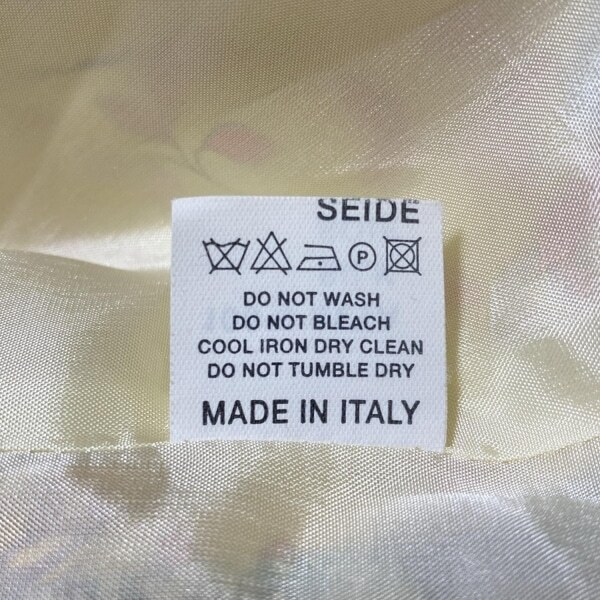 SEIDE
P
DO NOT WASH
DO NOT BLEACH
COOL IRON DRY CLEAN
DO NOT TUMBLE DRY
MADE IN ITALY